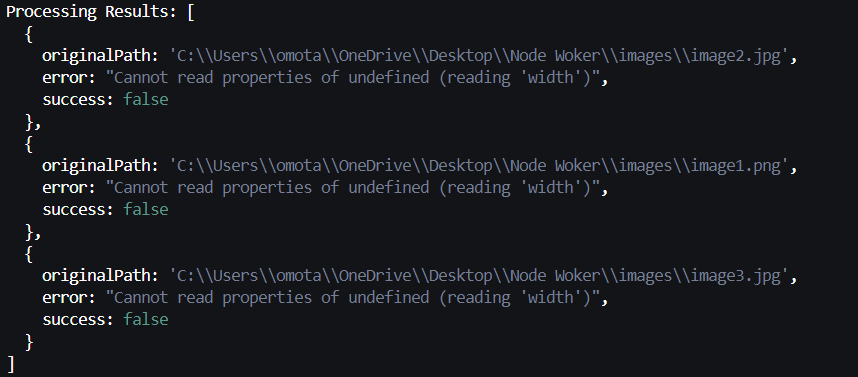 Processing Results: [
  {
    originalPath: 'C:\\Users\\omota\\OneDrive\\Desktop\\Node Woker\\images\\image2.jpg',
    error: "Cannot read properties of undefined (reading 'width')",
    success: false
  },
  {
    originalPath: 'C:\\Users\\omota\\OneDrive\\Desktop\\Node Woker\\images\\image1.png',
    error: "Cannot read properties of undefined (reading 'width')",
    success: false
  },
  {
    originalPath: 'C:\\Users\\omota\\OneDrive\\Desktop\\Node Woker\\images\\image3.jpg',
    error: "Cannot read properties of undefined (reading 'width')",
    success: false
  }
]